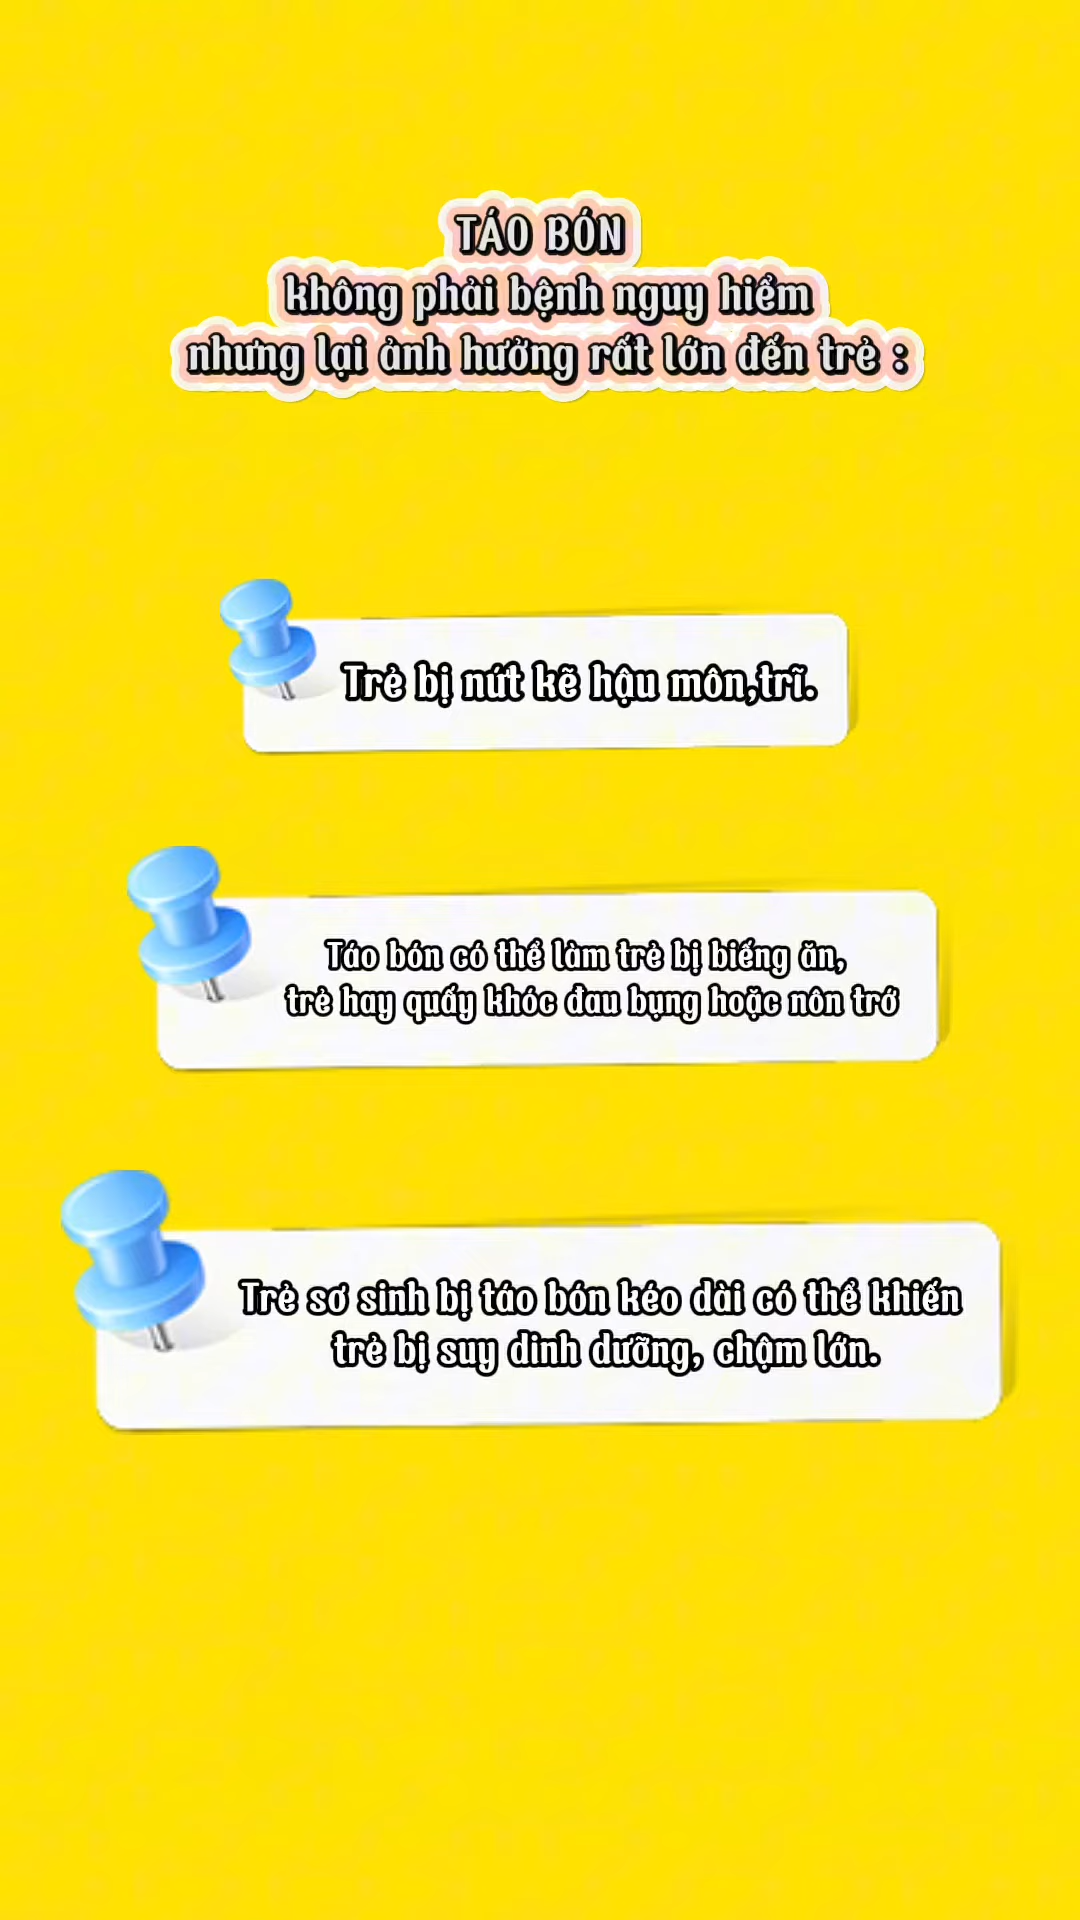 TÁO BÓN
không phải bệnh nguy hiểm
nhưng lại ảnh hưởng rất lớn đến trẻ :
Trẻ bị nứt kẽ hậu môn,trĩ.
Táo bón có thể làm trẻ bị biếng ăn,
trẻ hay quấy khóc đau bụng hoặc nôn trớ
Trẻ sơ sinh bị táo bón kéo dài có thể khiến
trẻ bị suy dinh dưỡng, chậm lớn.